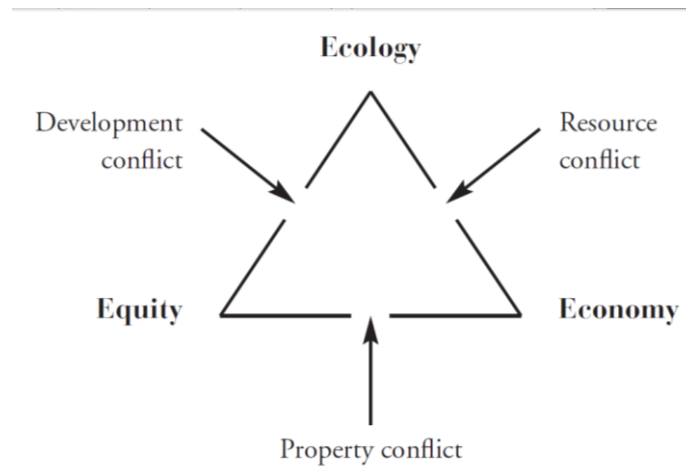 Ecology
Development
conflict
Resource
conflict
Equity
Economy
Property conflict